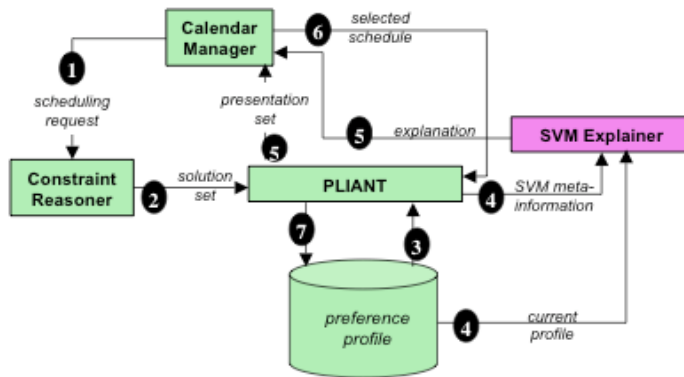 Calendar
Manager
6
selected
schedule
1
scheduling
request
presentation
set
5
5
explanation
SVM Explainer
Constraint
Reasoner
2
solution
set
PLIANT
4
SVM meta-
information
7
3
preference
profile
4
current
profile